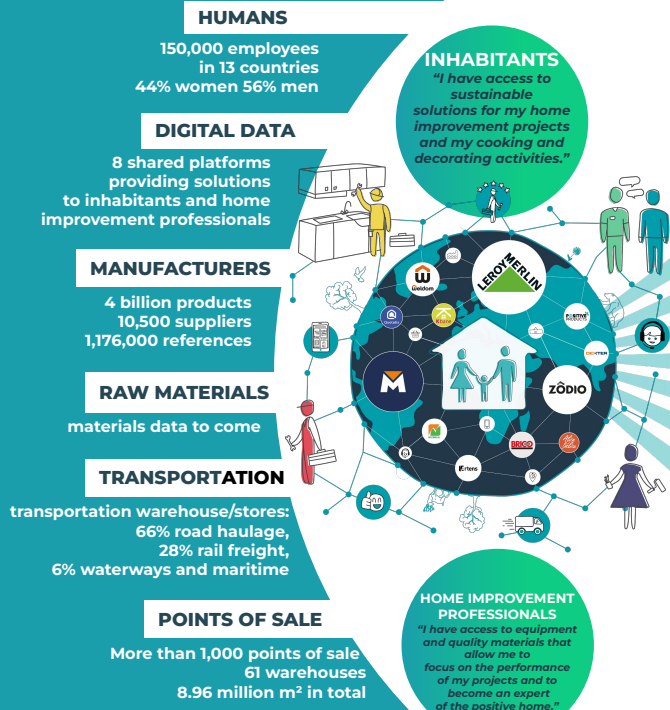 HUMANS
150,000 employees
in 13 countries
44% women 56% men
DIGITAL DATA
8 shared platforms
providing solutions
to inhabitants and home
improvement professionals
MANUFACTURERS
4 billion products
10,500 suppliers
1,176,000 references
RAW MATERIALS
materials data to come
TRANSPORTATION
transportation warehouse/stores:
66% road haulage,
28% rail freight,
6% waterways and maritime
POINTS OF SALE
More than 1,000 points of sale
61 warehouses
8.96 million m² in total
INHABITANTS
“I have access to
sustainable
solutions for my home
improvement projects
and my cooking and
decorating activities.”
weldom
LEROY MERLIN
POSITIVE
PRODUCTS
DEXTER
M
ZÔDIO
BRICO
Artens
HOME IMPROVEMENT
PROFESSIONALS
“I have access to equipment
and quality materials that
allow me to
focus on the performance
of my projects and to
become an expert
of the positive home.”